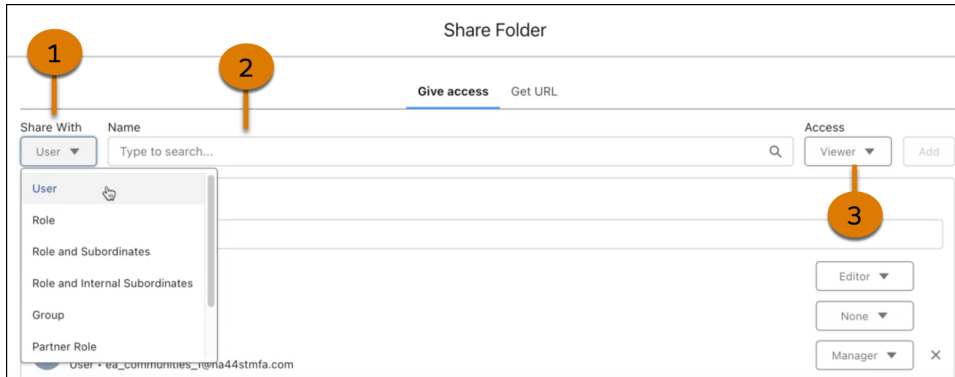 Share Folder
1
2
Give access Get URL
Share With Name Access
User Type to search... Viewer Add
User
3
Role
Role and Subordinates
Role and Internal Subordinates
Editor
Group
None
Partner Role
Manager
User • ea_communities_1@na44stmfa.com